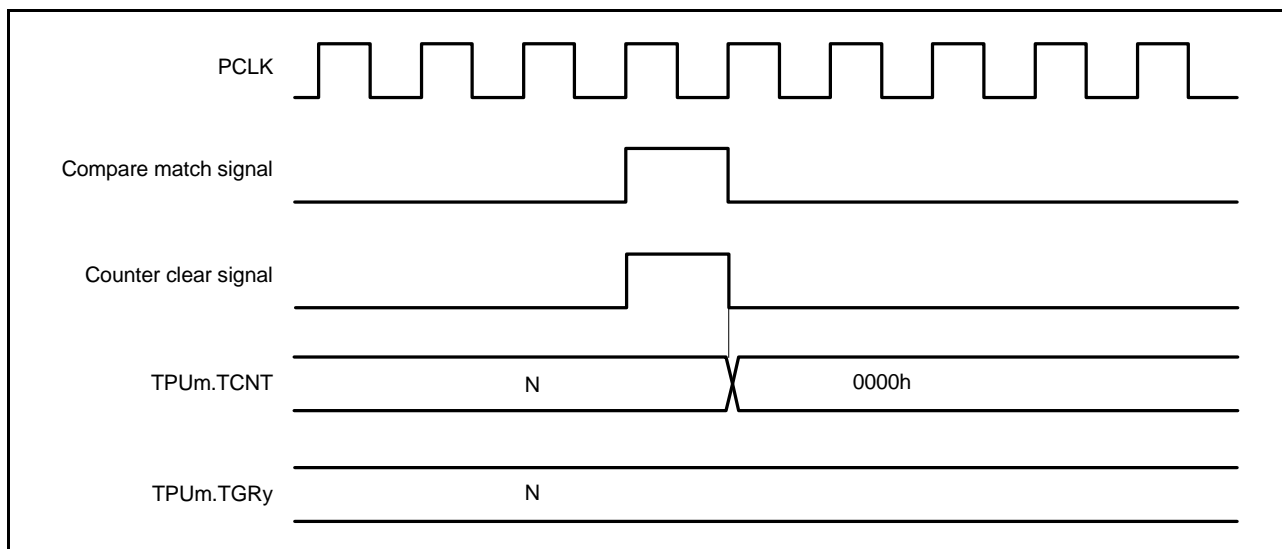 PCLK
Compare match signal
Counter clear signal
TPUm.TCNT
N
0000h
TPUm.TGRy
N